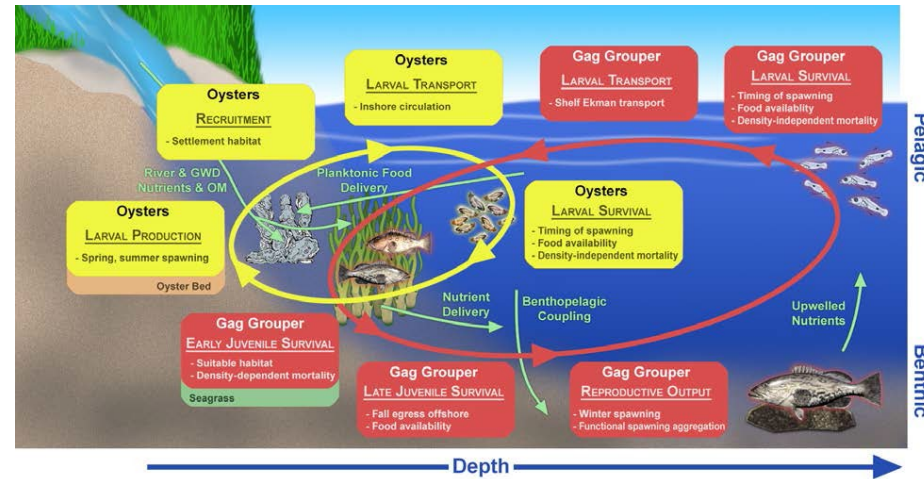 Oysters
LARVAL TRANSPORT
- Inshore circulation
Gag Grouper
LARVAL TRANSPORT
- Shelf Ekman transport
Gag Grouper
LARVAL SURVIVAL
- Timing of spawning
- Food availablity
- Density-independent mortality
Oysters
RECRUITMENT
- Settlement habitat
River & GWD
Nutrients & OM
Planktonic Food
Delivery
Oysters
LARVAL PRODUCTION
- Spring, summer spawning
Oyster Bed
Oysters
LARVAL SURVIVAL
- Timing of spawning
- Food availability
- Density-independent mortality
Nutrient
Delivery
Benthopelagic
Coupling
Upwelled
Nutrients
Gag Grouper
EARLY JUVENILE SURVIVAL
- Suitable habitat
- Density-dependent mortality
Seagrass
Gag Grouper
LATE JUVENILE SURVIVAL
- Fall egress offshore
- Food availability
Gag Grouper
REPRODUCTIVE OUTPUT
- Winter spawning
- Functional spawning aggregation
Pelagic
Benthic
Depth